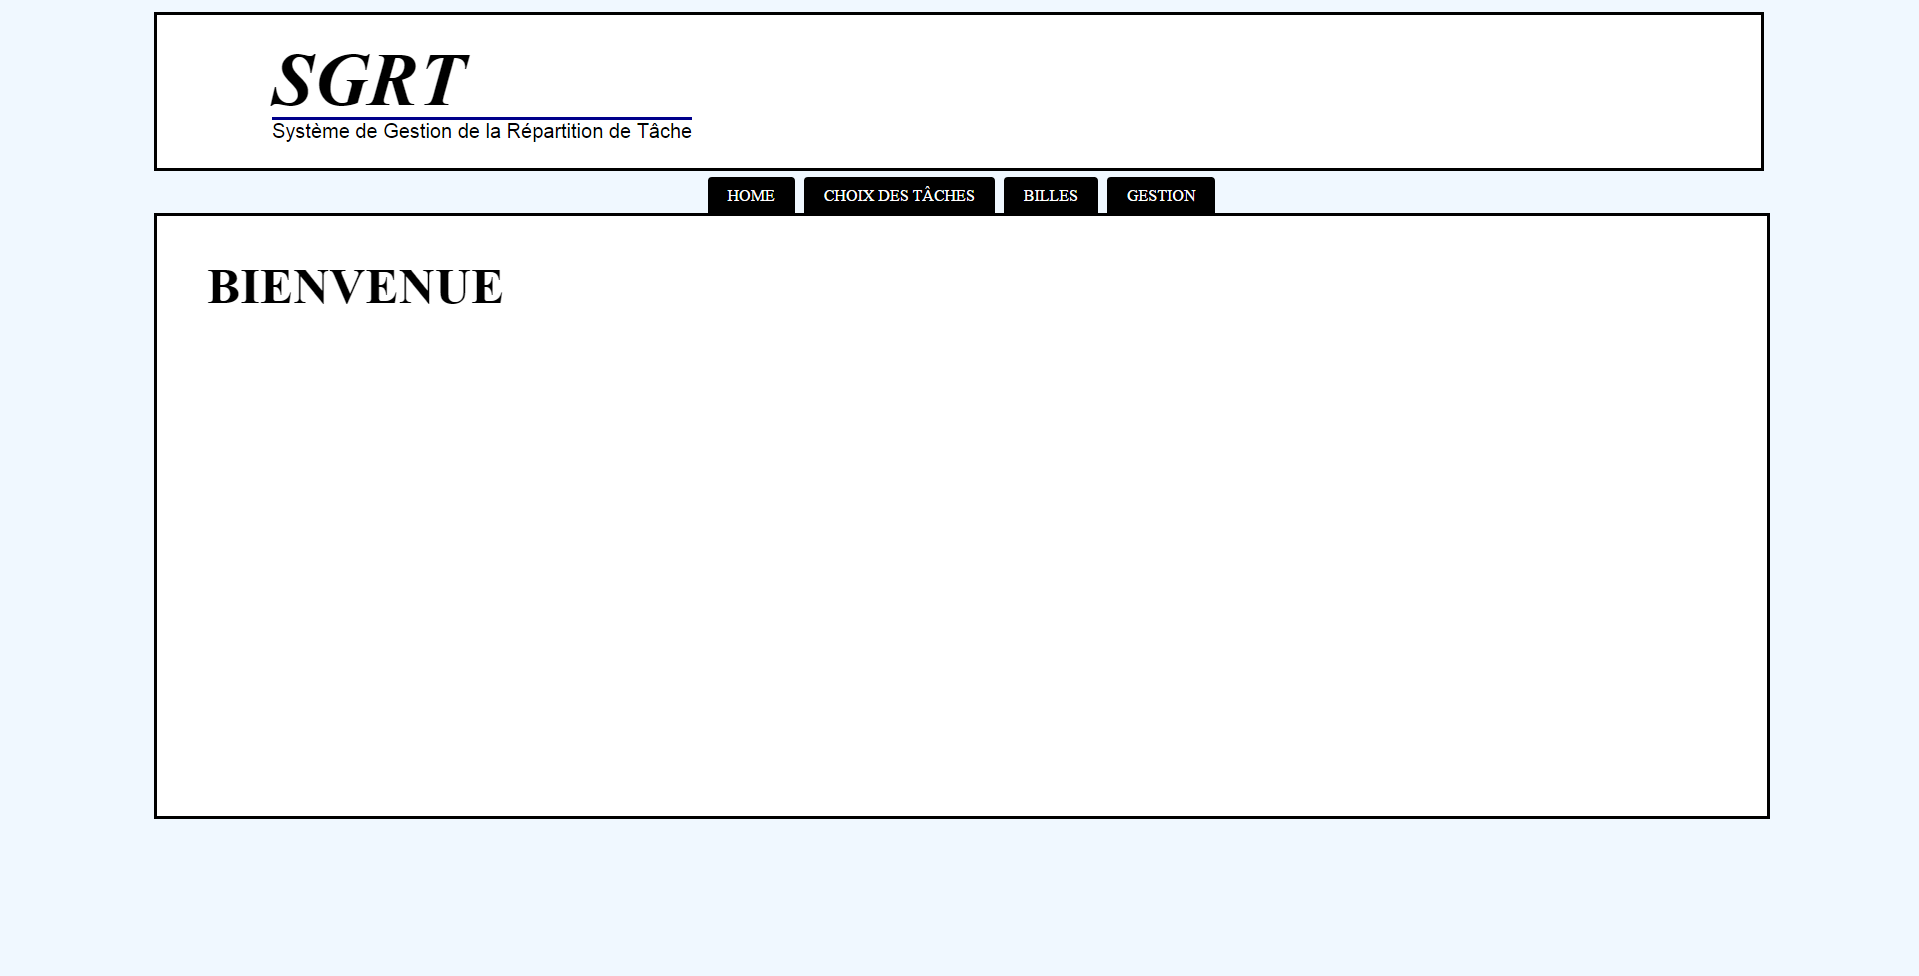 SGRT
Système de Gestion de la Répartition de Tâche
HOME CHOIX DES TÂCHES BILLES GESTION
BIENVENUE